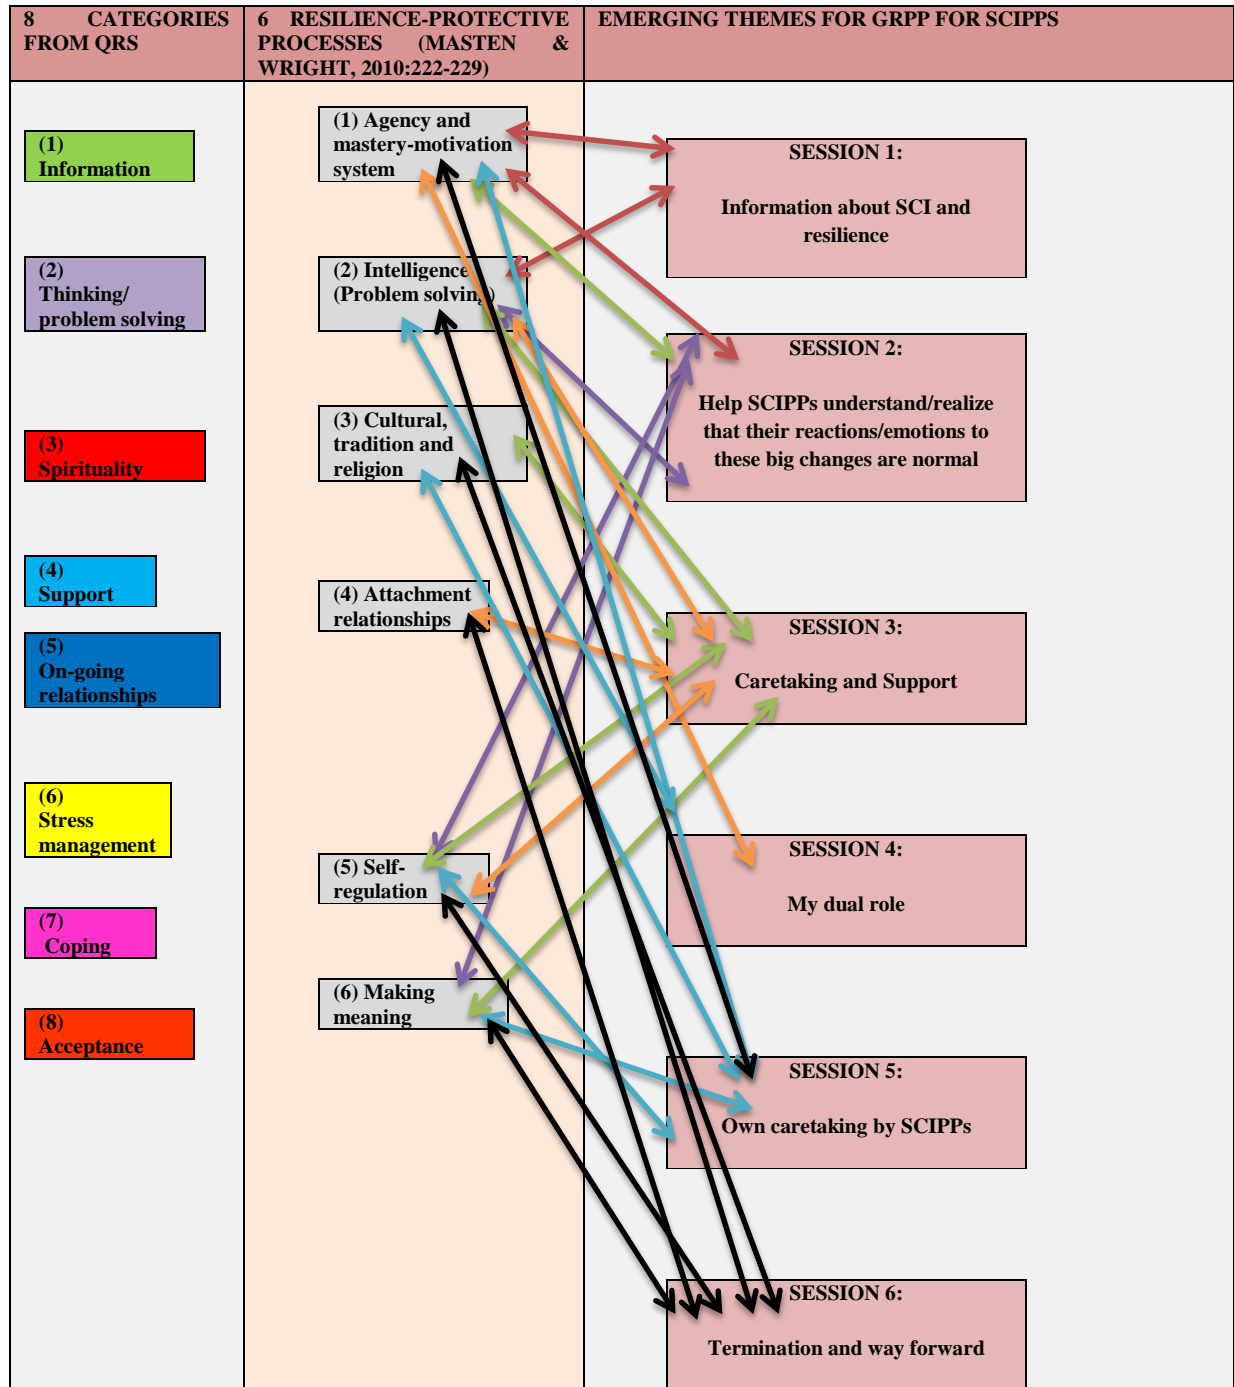 8 CATEGORIES
FROM QRS
6 RESILIENCE-PROTECTIVE
PROCESSES (MASTEN &
WRIGHT, 2010:222-229)
EMERGING THEMES FOR GRPP FOR SCIPPS
(1)
Information
(2)
Thinking/
problem solving
(3)
Spirituality
(4)
Support
(5)
On-going
relationships
(6)
Stress
management
(7)
Coping
(8)
Acceptance
(1) Agency and
mastery-motivation
system
(2) Intelligence
(Problem solving)
(3) Cultural,
tradition and
religion
(4) Attachment
relationships
(5) Self-
regulation
(6) Making
meaning
SESSION 1:
Information about SCI and
resilience
SESSION 2:
Help SCIPPs understand/realize
that their reactions/emotions to
these big changes are normal
SESSION 3:
Caretaking and Support
SESSION 4:
My dual role
SESSION 5:
Own caretaking by SCIPPs
SESSION 6:
Termination and way forward